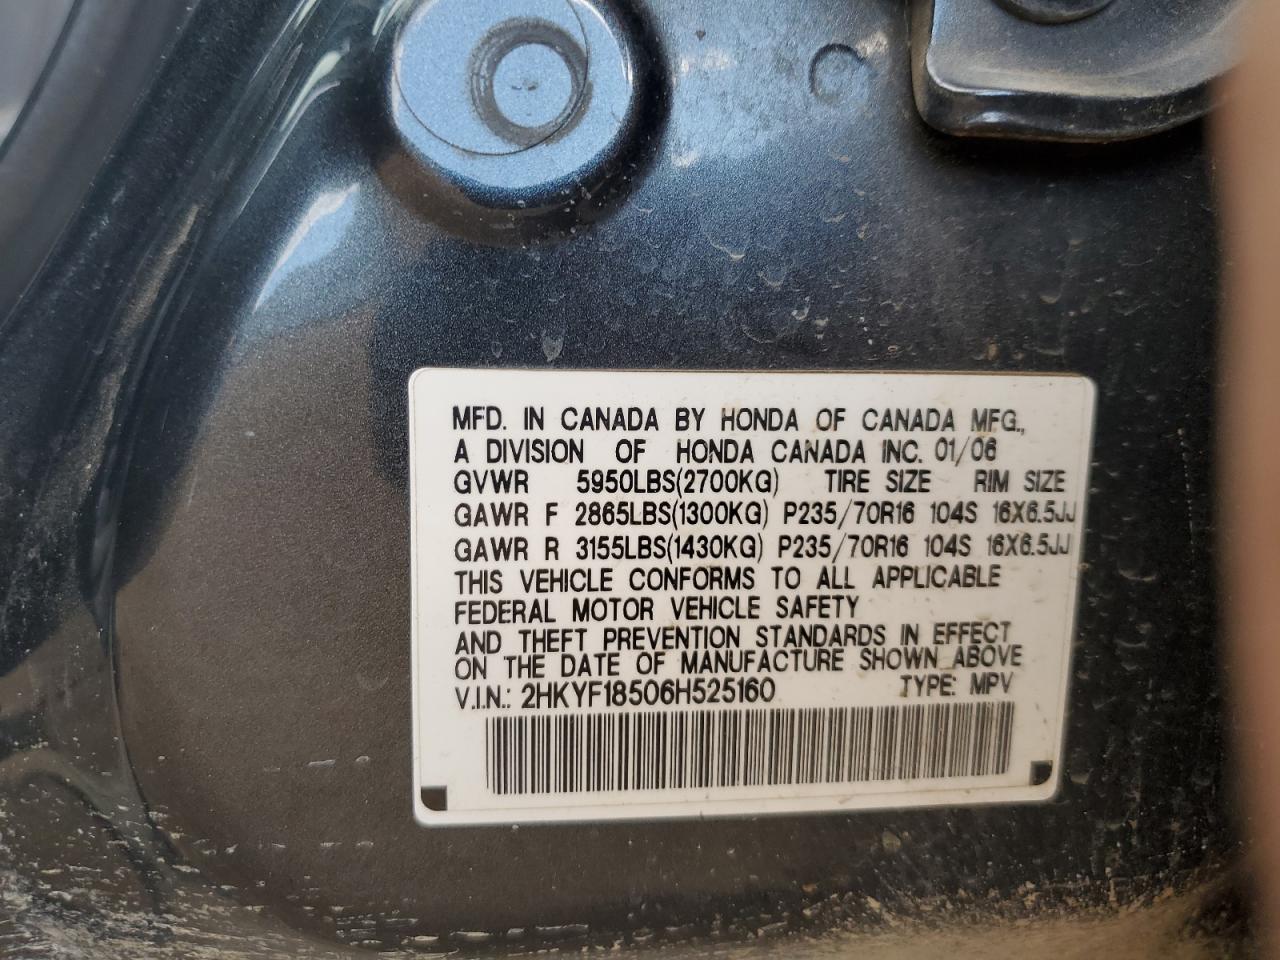 MFD. IN CANADA BY HONDA OF CANADA MFG.,
A DIVISION OF HONDA CANADA INC. 01/06
GVWR 5950LBS(2700KG) TIRE SIZE RIM SIZE
GAWR F 2865LBS(1300KG) P235/70R16 104S 16X6.5JJ
GAWR R 3155LBS(1430KG) P235/70R16 104S 16X6.5JJ
THIS VEHICLE CONFORMS TO ALL APPLICABLE
FEDERAL MOTOR VEHICLE SAFETY
AND THEFT PREVENTION STANDARDS IN EFFECT
ON THE DATE OF MANUFACTURE SHOWN ABOVE
V.I.N.: 2HKYF18506H525160 TYPE: MPV